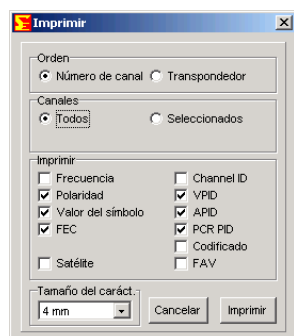 Imprimir
Orden
Número de canal Transpondedor
Canales
Todos Seleccionados
Imprimir
Frecuencia Channel ID
Polaridad VPID
Valor del símbolo APID
FEC PCR PID
Codificado
Satélite FAV
Tamaño del caráct.
4 mm Cancelar Imprimir